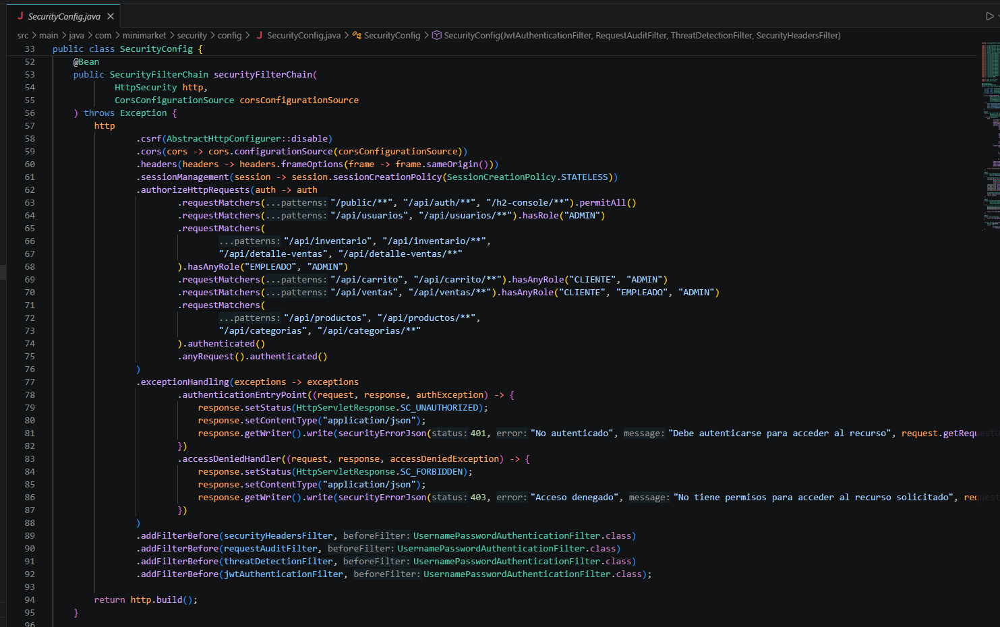 SecurityConfig.java
src > main > java > com > minimarket > security > config > SecurityConfig.java > SecurityConfig > SecurityConfig(JwtAuthenticationFilter, RequestAuditFilter, ThreatDetectionFilter, SecurityHeadersFilter)
33 public class SecurityConfig {
52 @Bean
53 public SecurityFilterChain securityFilterChain(
54 HttpSecurity http,
55 CorsConfigurationSource corsConfigurationSource
56 ) throws Exception {
57 http
58 .csrf(AbstractHttpConfigurer::disable)
59 .cors(cors -> cors.configurationSource(corsConfigurationSource))
60 .headers(headers -> headers.frameOptions(frame -> frame.sameOrigin()))
61 .sessionManagement(session -> session.sessionCreationPolicy(SessionCreationPolicy.STATELESS))
62 .authorizeHttpRequests(auth -> auth
63 .requestMatchers(...patterns: "/public/**", "/api/auth/**", "/h2-console/**").permitAll()
64 .requestMatchers(...patterns: "/api/usuarios", "/api/usuarios/**").hasRole("ADMIN")
65 .requestMatchers(
66 ...patterns: "/api/inventario", "/api/inventario/**",
67 "/api/detalle-ventas", "/api/detalle-ventas/**"
68 ).hasAnyRole("EMPLEADO", "ADMIN")
69 .requestMatchers(...patterns: "/api/carrito", "/api/carrito/**").hasAnyRole("CLIENTE", "ADMIN")
70 .requestMatchers(...patterns: "/api/ventas", "/api/ventas/**").hasAnyRole("CLIENTE", "EMPLEADO", "ADMIN")
71 .requestMatchers(
72 ...patterns: "/api/productos", "/api/productos/**",
73 "/api/categorias", "/api/categorias/**"
74 ).authenticated()
75 .anyRequest().authenticated()
76 )
77 .exceptionHandling(exceptions -> exceptions
78 .authenticationEntryPoint((request, response, authException) -> {
79 response.setStatus(HttpServletResponse.SC_UNAUTHORIZED);
80 response.setContentType("application/json");
81 response.getWriter().write(securityErrorJson(status: 401, error: "No autenticado", message: "Debe autenticarse para acceder al recurso", request.getRequestU
82 })
83 .accessDeniedHandler((request, response, accessDeniedException) -> {
84 response.setStatus(HttpServletResponse.SC_FORBIDDEN);
85 response.setContentType("application/json");
86 response.getWriter().write(securityErrorJson(status: 403, error: "Acceso denegado", message: "No tiene permisos para acceder al recurso solicitado", request
87 })
88 )
89 .addFilterBefore(securityHeadersFilter, beforeFilter: UsernamePasswordAuthenticationFilter.class)
90 .addFilterBefore(requestAuditFilter, beforeFilter: UsernamePasswordAuthenticationFilter.class)
91 .addFilterBefore(threatDetectionFilter, beforeFilter: UsernamePasswordAuthenticationFilter.class)
92 .addFilterBefore(jwtAuthenticationFilter, beforeFilter: UsernamePasswordAuthenticationFilter.class);
93
94 return http.build();
95 }
96